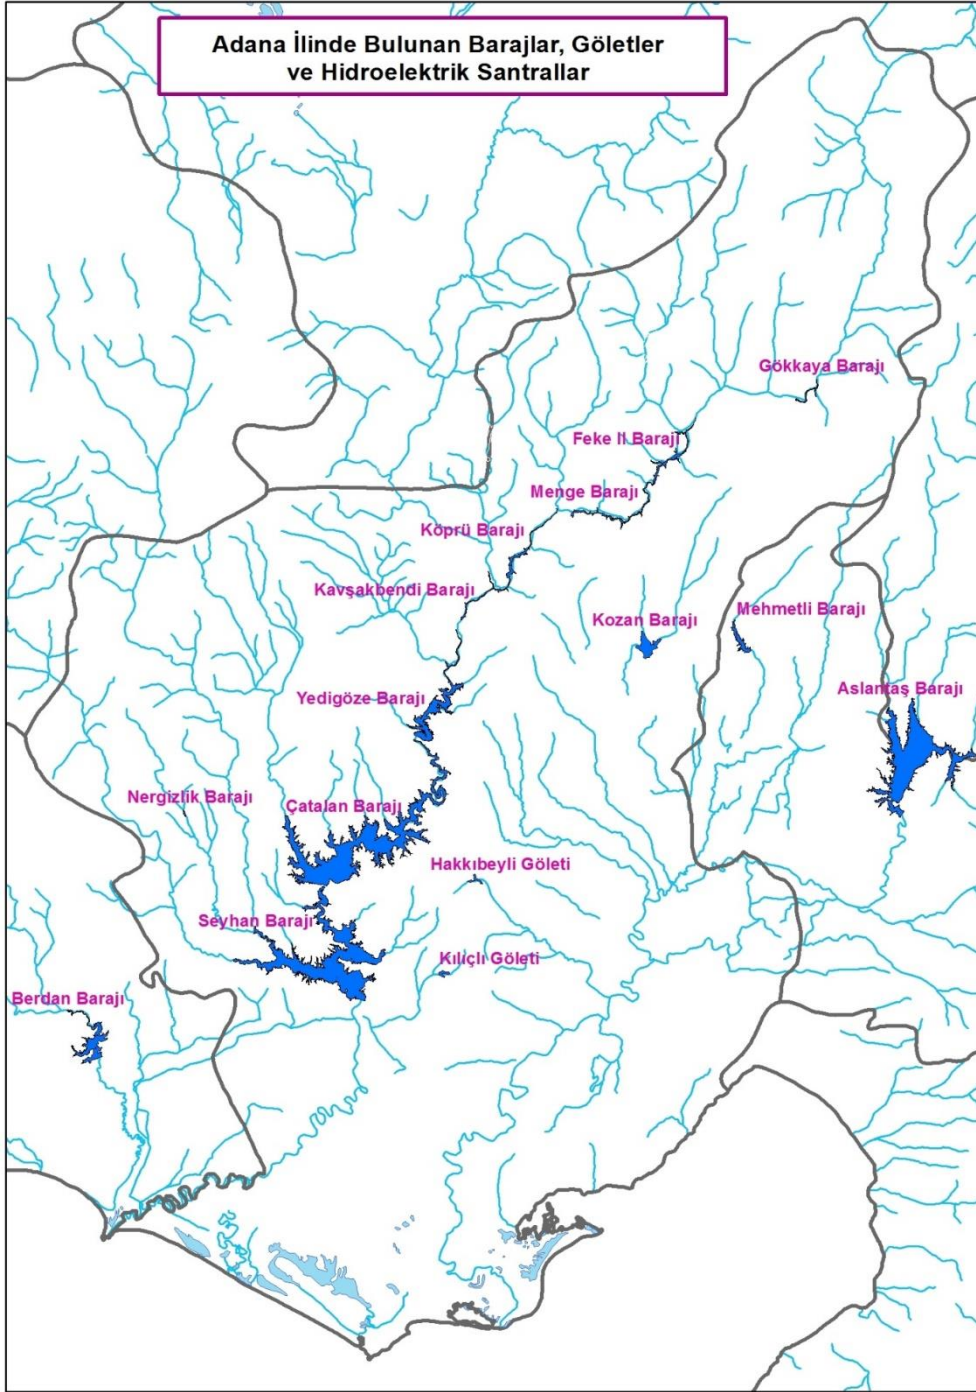 Adana İlinde Bulunan Barajlar, Göletler
ve Hidroelektrik Santrallar
Gökkaya Barajı
Feke II Barajı
Menge Barajı
Köprü Barajı
Kavşakbendi Barajı
Kozan Barajı
Mehmetli Barajı
Aslantaş Barajı
Yedigöze Barajı
Nergizlik Barajı
Çatalan Barajı
Hakkıbeyli Göleti
Seyhan Barajı
Kılıçlı Göleti
Berdan Barajı